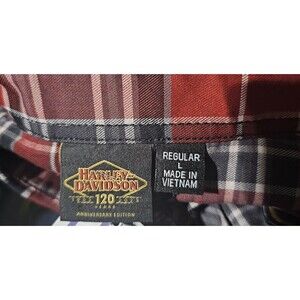 HARLEY-DAVIDSON
120
YEARS
ANNIVERSARY EDITION
REGULAR
L
MADE IN
VIETNAM